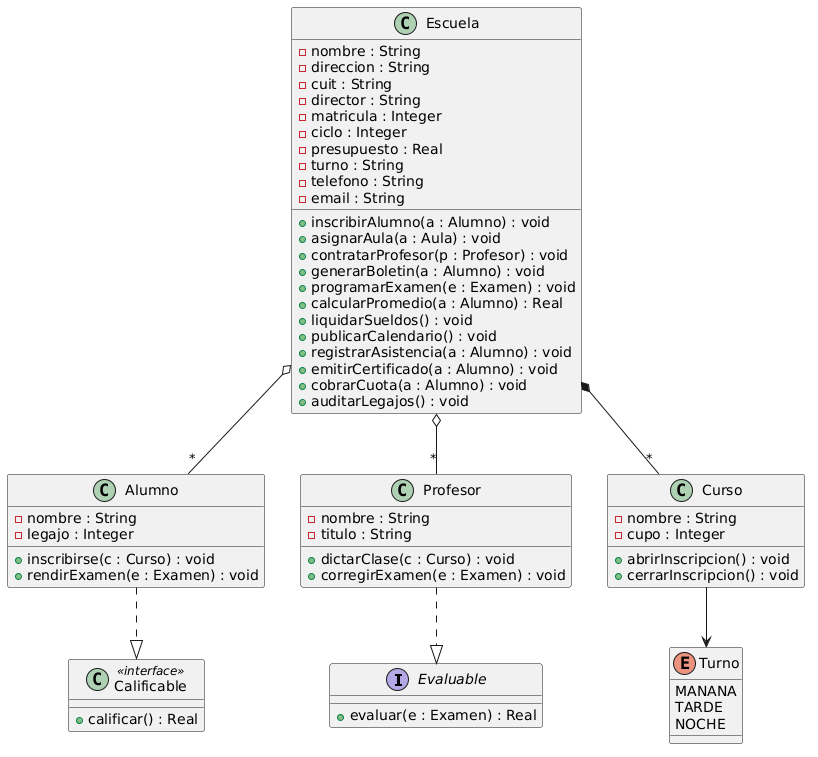 Escuela
nombre : String
direccion : String
cuit : String
director : String
matricula : Integer
ciclo : Integer
presupuesto : Real
turno : String
telefono : String
email : String
inscribirAlumno(a : Alumno) : void
asignarAula(a : Aula) : void
contratarProfesor(p : Profesor) : void
generarBoletin(a : Alumno) : void
programarExamen(e : Examen) : void
calcularPromedio(a : Alumno) : Real
liquidarSueldos() : void
publicarCalendario() : void
registrarAsistencia(a : Alumno) : void
emitirCertificado(a : Alumno) : void
cobrarCuota(a : Alumno) : void
auditarLegajos() : void
*
*
*
Alumno
nombre : String
legajo : Integer
inscribirse(c : Curso) : void
rendirExamen(e : Examen) : void
Profesor
nombre : String
titulo : String
dictarClase(c : Curso) : void
corregirExamen(e : Examen) : void
Curso
nombre : String
cupo : Integer
abrirInscripcion() : void
cerrarInscripcion() : void
«interface»
Calificable
calificar() : Real
Evaluable
evaluar(e : Examen) : Real
Turno
MANANA
TARDE
NOCHE